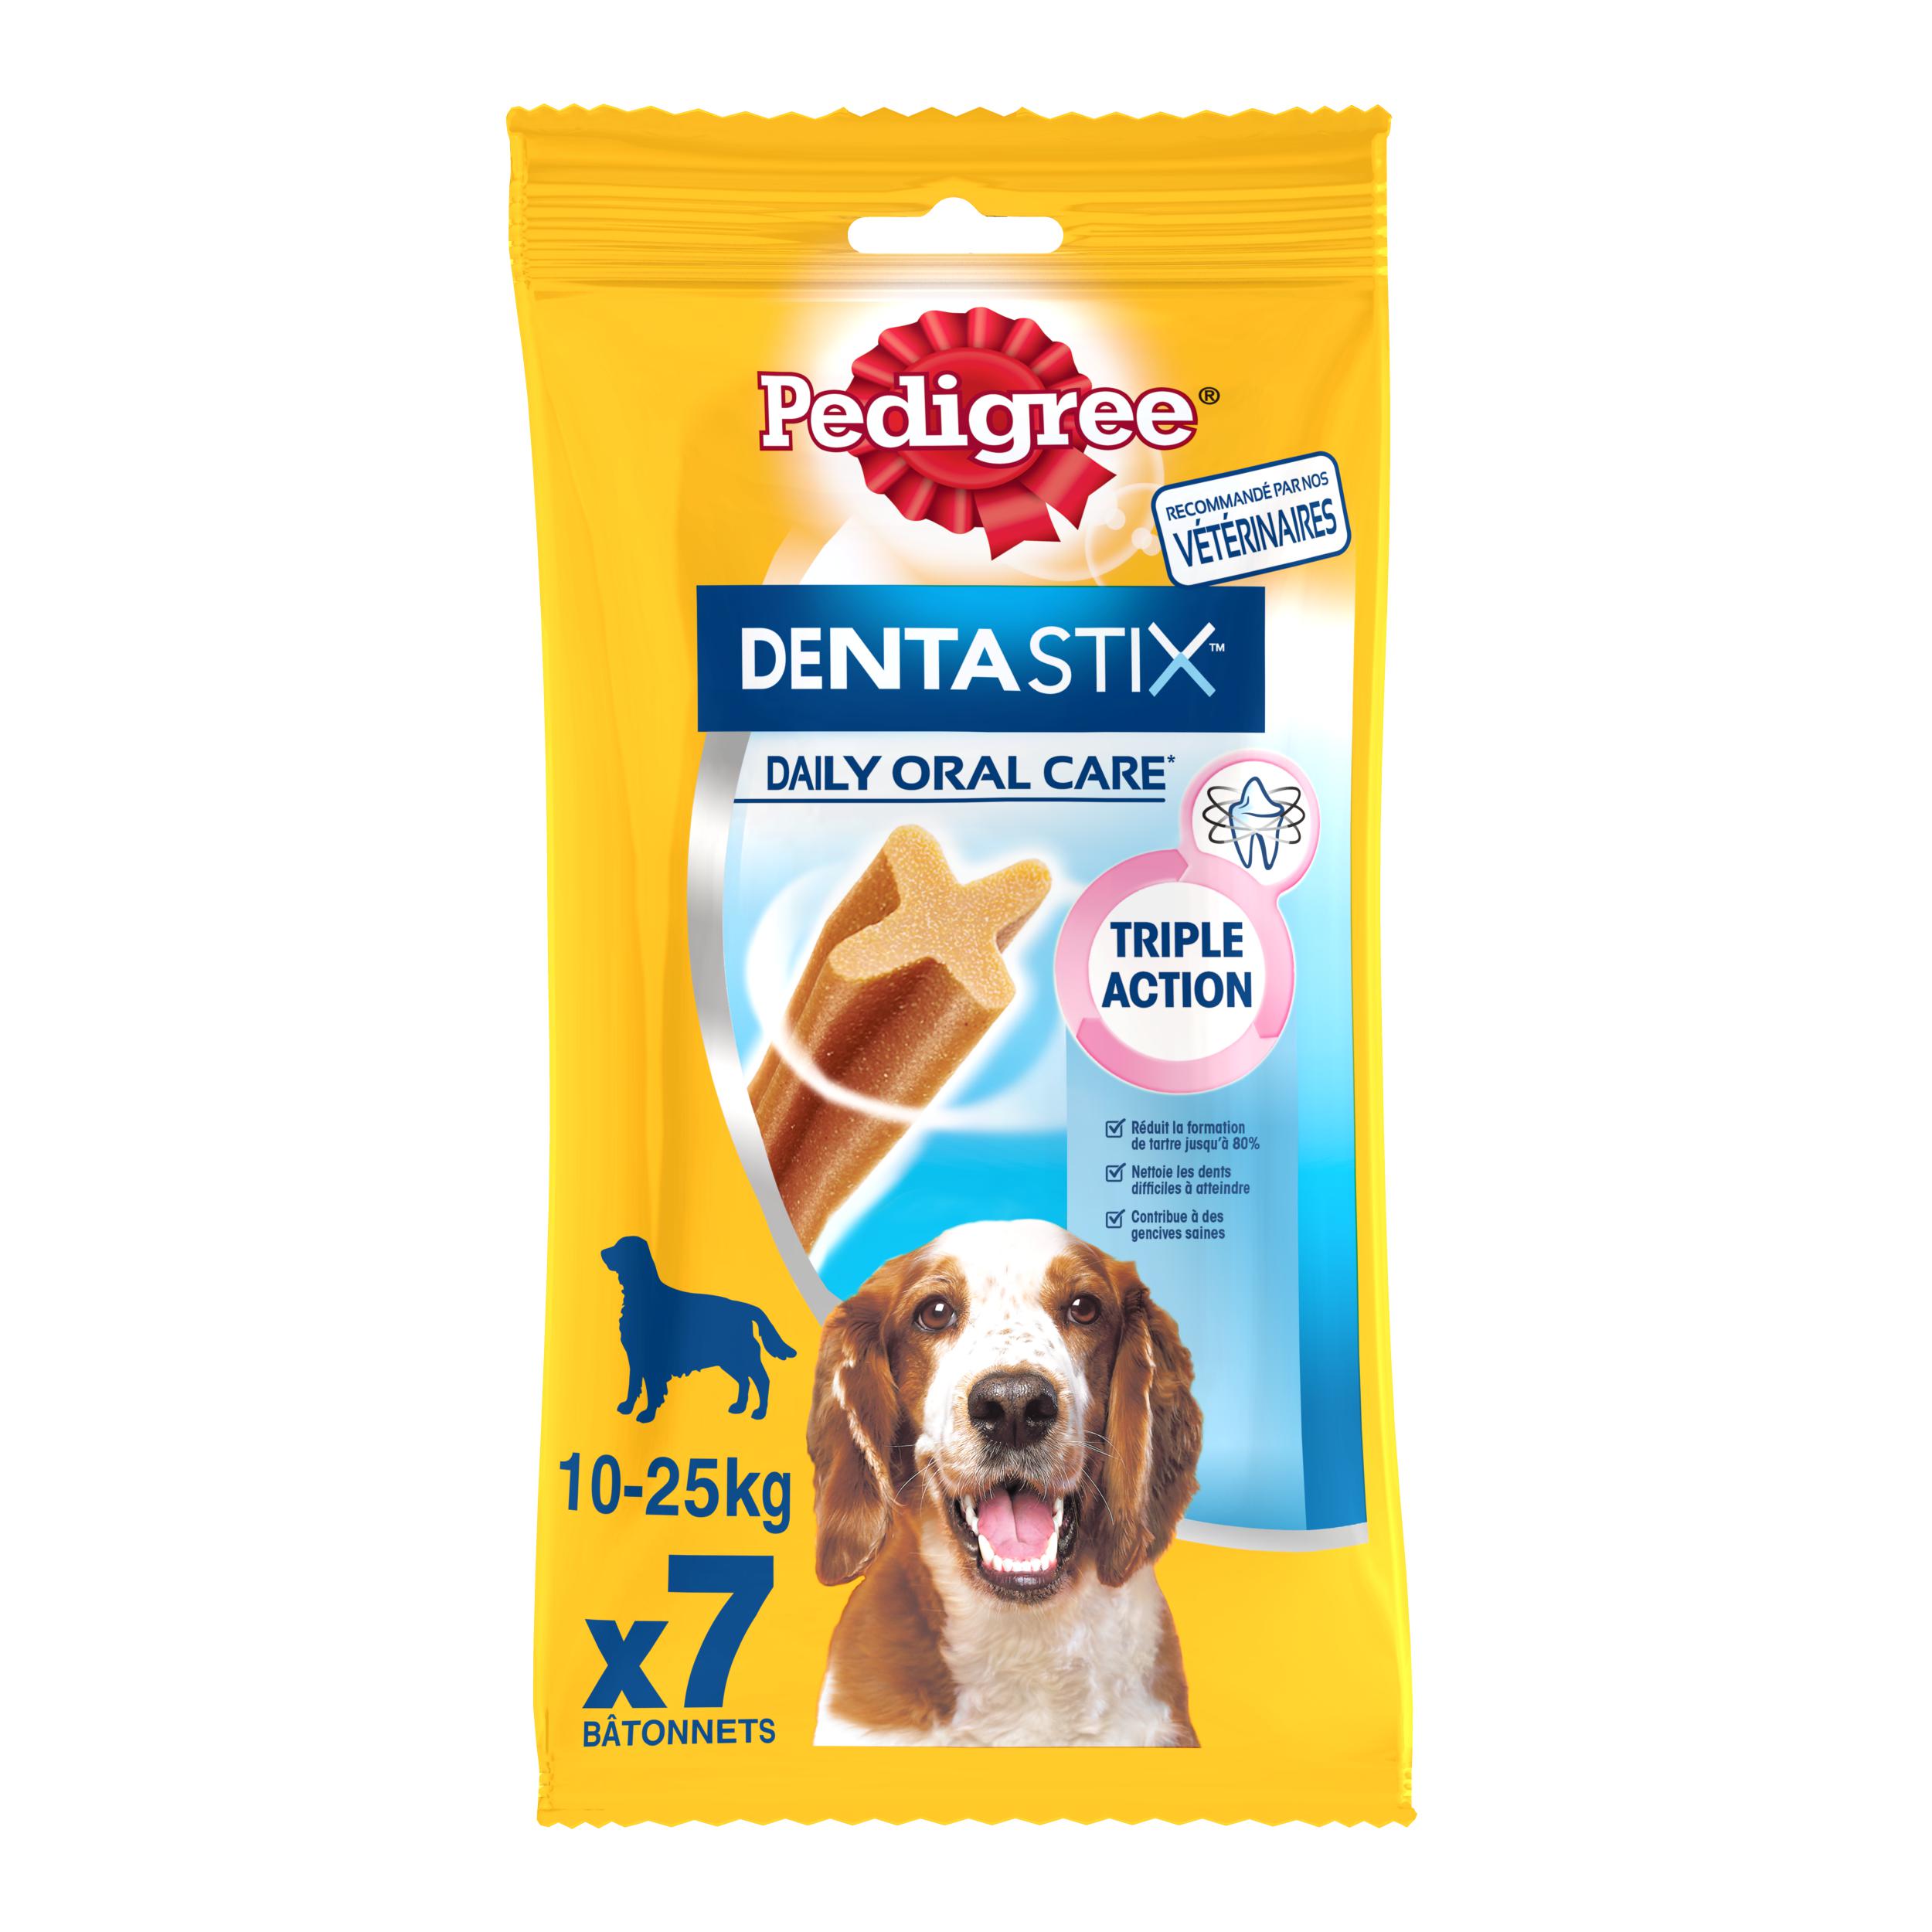 Pedigree®
RECOMMANDÉ PAR NOS
VÉTÉRINAIRES
DENTASTIX™
DAILY ORAL CARE*
TRIPLE
ACTION
Réduit la formation
de tartre jusqu'à 80%
Nettoie les dents
difficiles à atteindre
Contribue à des
gencives saines
10-25kg
x7
BÂTONNETS